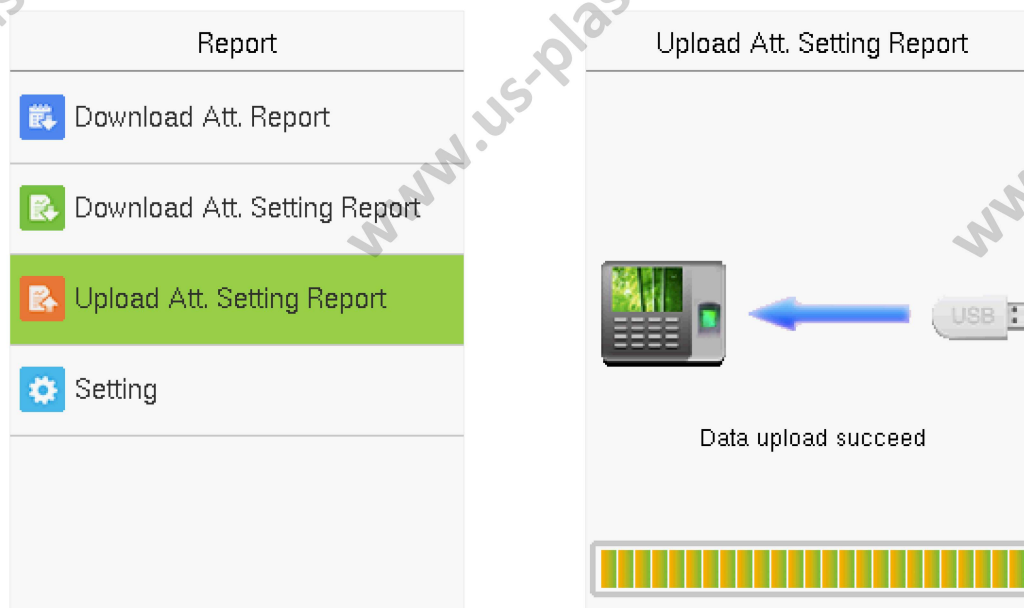 Report
Download Att. Report
Download Att. Setting Report
Upload Att. Setting Report
Setting
Upload Att. Setting Report
USB
Data upload succeed
www.us-plas